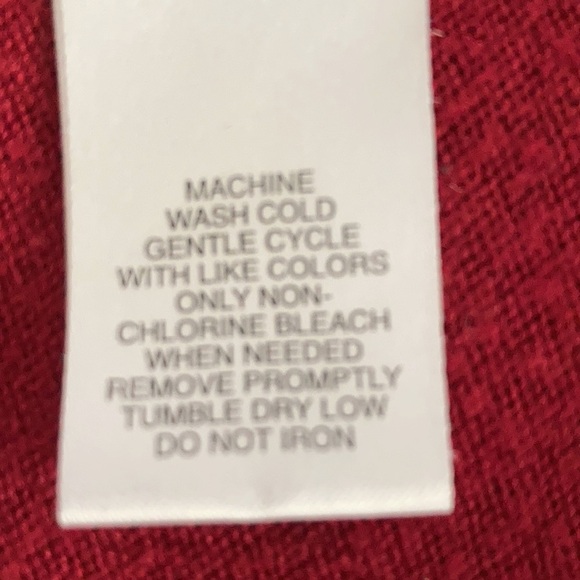 MACHINE
WASH COLD
GENTLE CYCLE
WITH LIKE COLORS
ONLY NON-
CHLORINE BLEACH
WHEN NEEDED
REMOVE PROMPTLY
TUMBLE DRY LOW
DO NOT IRON